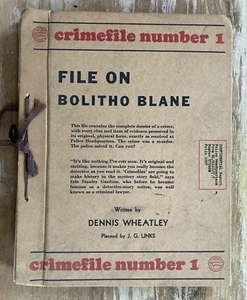 crimefile number 1
FILE ON
BOLITHO BLANE
This file contains the complete dossier of a crime,
with every clue and item of evidence preserved in
its original, physical form, exactly as received at
Police Headquarters. The crime was a murder.
The police solved it. Can you?
"It's like nothing I've ever seen. It's original and
exciting, because it makes you really become the
detective as you read it. 'Crimefiles' are going
to make history in the mystery story field," says
Erle Stanley Gardner, who before he became
famous as a detective-story writer, was well
known as a criminal lawyer.
Written by
DENNIS WHEATLEY
Planned by J. G. LINKS
crimefile number 1